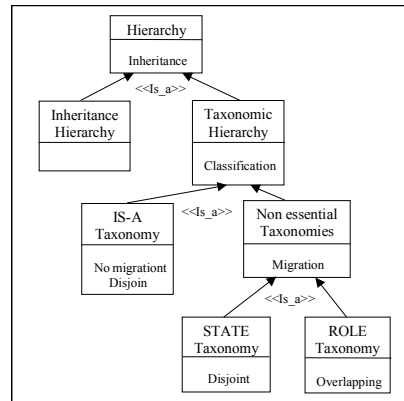 Hierarchy
Inheritance
<<Is_a>>
Inheritance
Hierarchy
Taxonomic
Hierarchy
Classification
<<Is_a>>
IS-A
Taxonomy
No migrationt
Disjoin
Non essential
Taxonomies
Migration
<<Is_a>>
STATE
Taxonomy
Disjoint
ROLE
Taxonomy
Overlapping